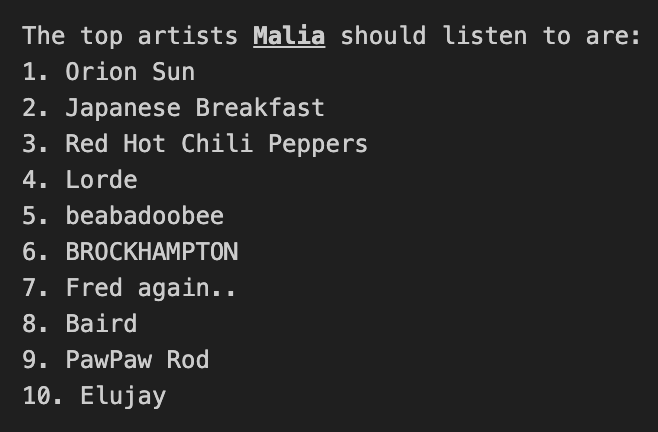 The top artists Malia should listen to are:
1. Orion Sun
2. Japanese Breakfast
3. Red Hot Chili Peppers
4. Lorde
5. beabadoobee
6. BROCKHAMPTON
7. Fred again..
8. Baird
9. PawPaw Rod
10. Elujay